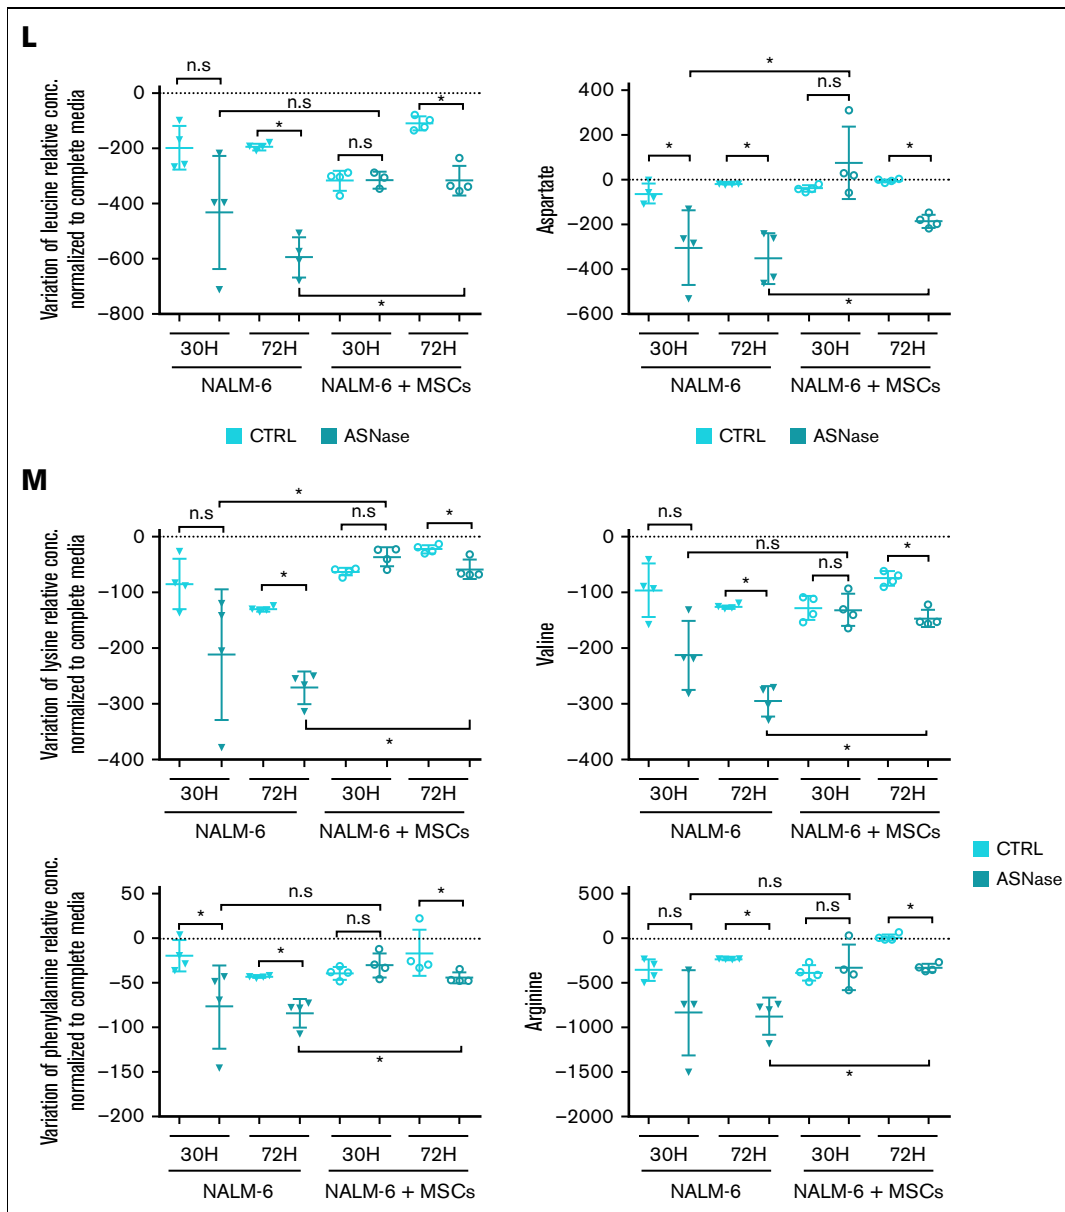 L
Variation of leucine relative conc.
normalized to complete media
0
−200
−400
−600
−800
n.s
n.s
*
n.s
*
*
30H 72H 30H 72H
NALM-6 NALM-6 + MSCs
Aspartate
400
200
0
−200
−400
−600
*
n.s
*
*
*
*
30H 72H 30H 72H
NALM-6 NALM-6 + MSCs
CTRL ASNase
CTRL ASNase
M
Variation of lysine relative conc.
normalized to complete media
0
−100
−200
−300
−400
*
n.s
n.s
*
*
*
30H 72H 30H 72H
NALM-6 NALM-6 + MSCs
Valine
0
−100
−200
−300
−400
n.s
n.s
*
n.s
*
*
30H 72H 30H 72H
NALM-6 NALM-6 + MSCs
CTRL
ASNase
Variation of phenylalanine relative conc.
normalized to complete media
50
0
−50
−100
−150
−200
n.s
*
*
n.s
*
*
30H 72H 30H 72H
NALM-6 NALM-6 + MSCs
Arginine
500
0
−500
−1000
−1500
−2000
n.s
n.s
*
n.s
*
*
30H 72H 30H 72H
NALM-6 NALM-6 + MSCs